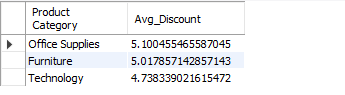 Product Category Avg_Discount
Office Supplies 5.100455465587045
Furniture 5.017857142857143
Technology 4.738339021615472